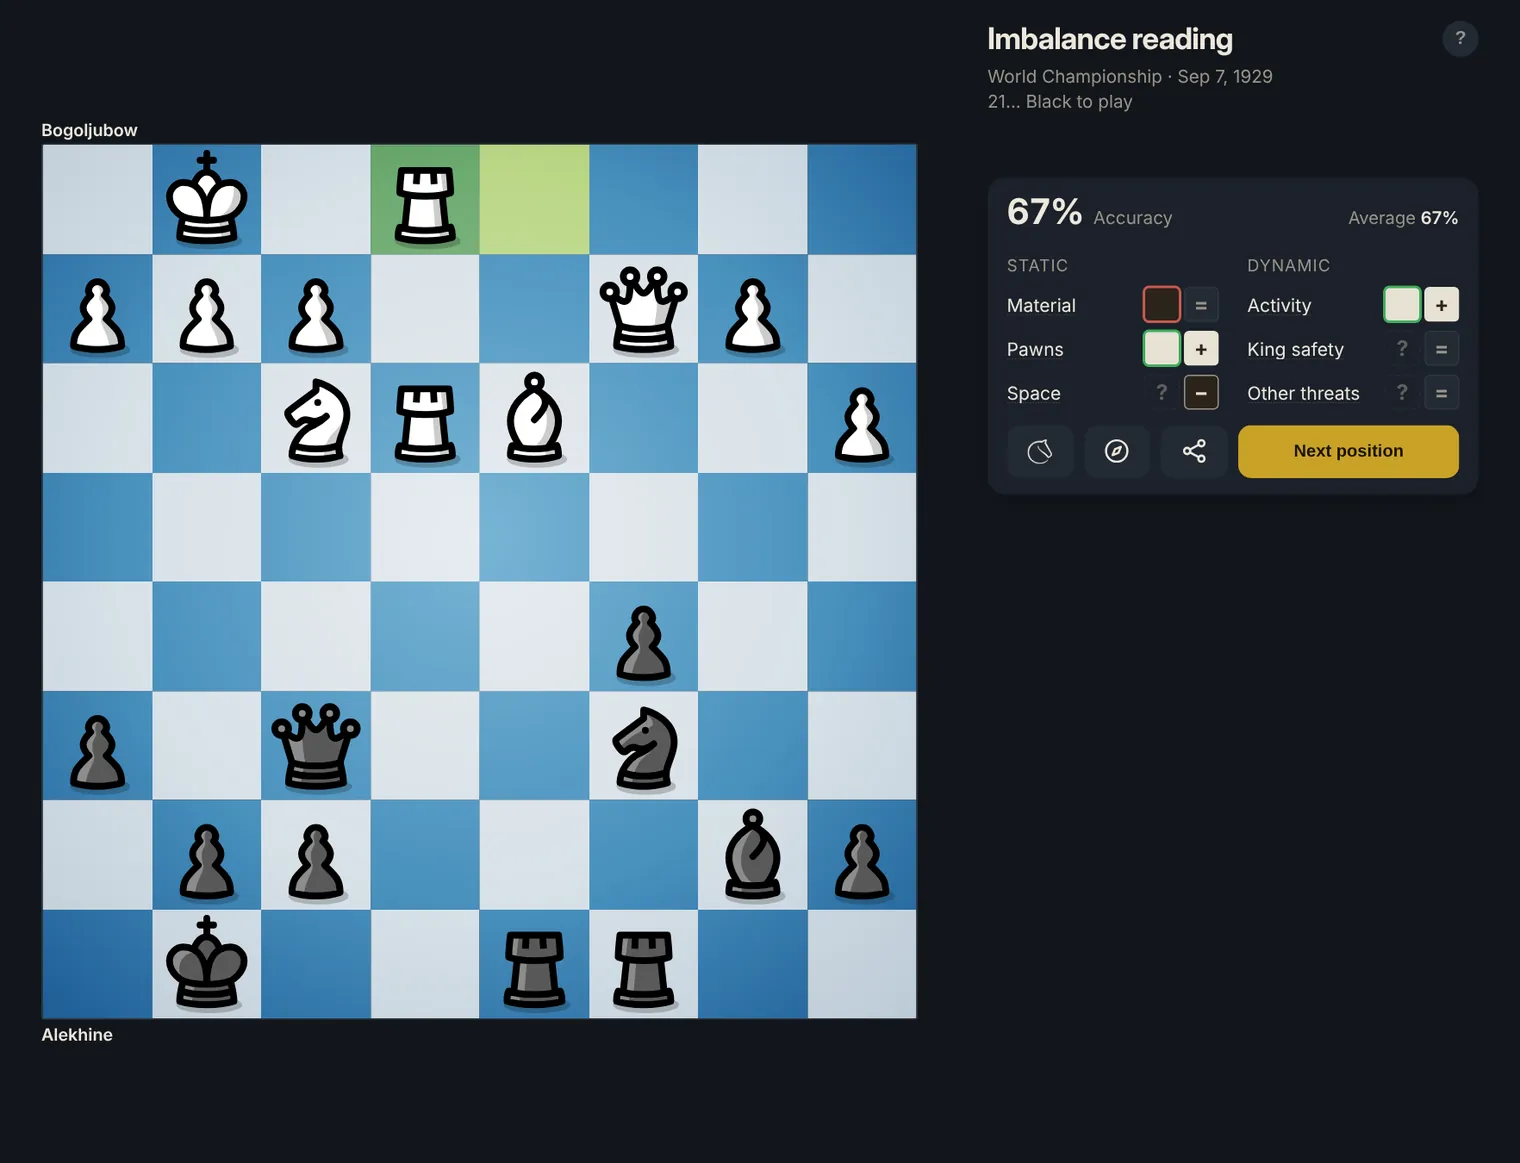 Imbalance reading
?
World Championship · Sep 7, 1929
21... Black to play
Bogoljubow
67% Accuracy
Average 67%
STATIC
DYNAMIC
Material =
Activity +
Pawns +
King safety ? =
Space ? −
Other threats ? =
Next position
Alekhine